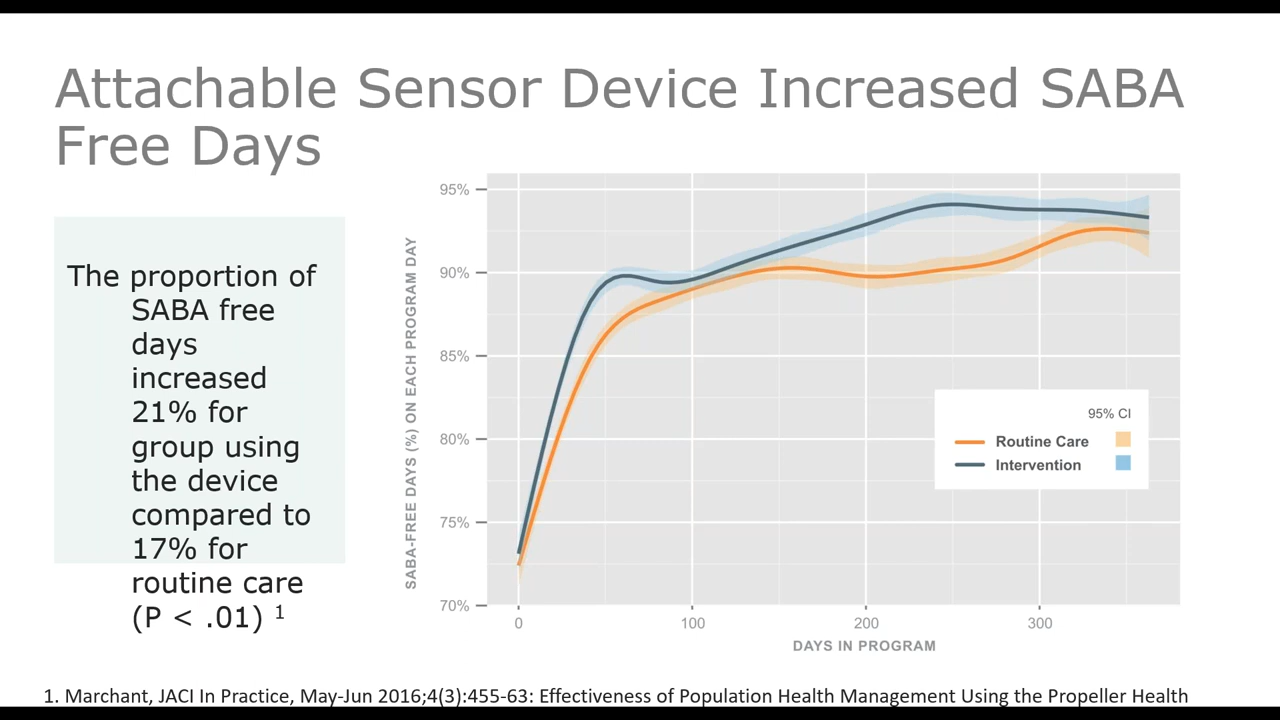 Attachable Sensor Device Increased SABA
Free Days
The proportion of
SABA free
days
increased
21% for
group using
the device
compared to
17% for
routine care
(P < .01) 1
SABA-FREE DAYS (%) ON EACH PROGRAM DAY
95%
90%
85%
80%
75%
70%
0
100
200
300
DAYS IN PROGRAM
95% CI
Routine Care
Intervention
1. Marchant, JACI In Practice, May-Jun 2016;4(3):455-63: Effectiveness of Population Health Management Using the Propeller Health